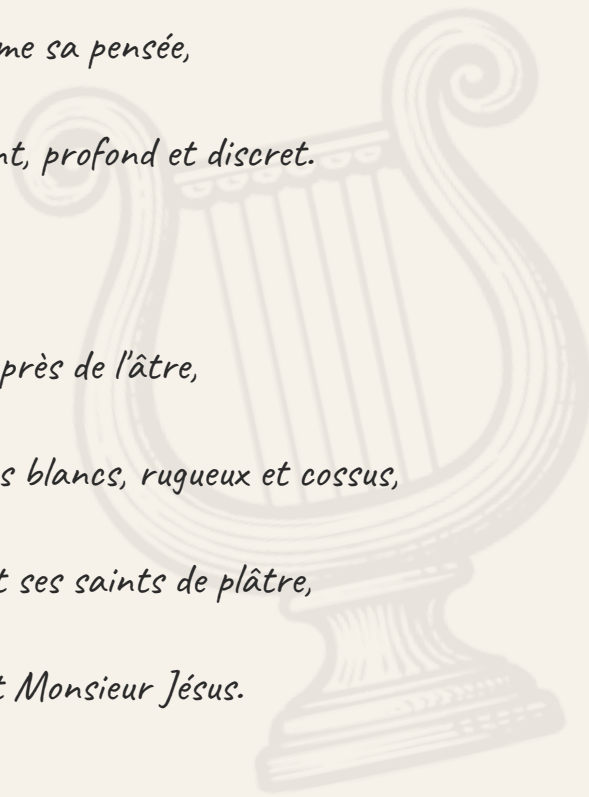 me sa pensée,
nt, profond et discret.
près de l'âtre,
s blancs, rugueux et cossus,
t ses saints de plâtre,
t Monsieur Jésus.